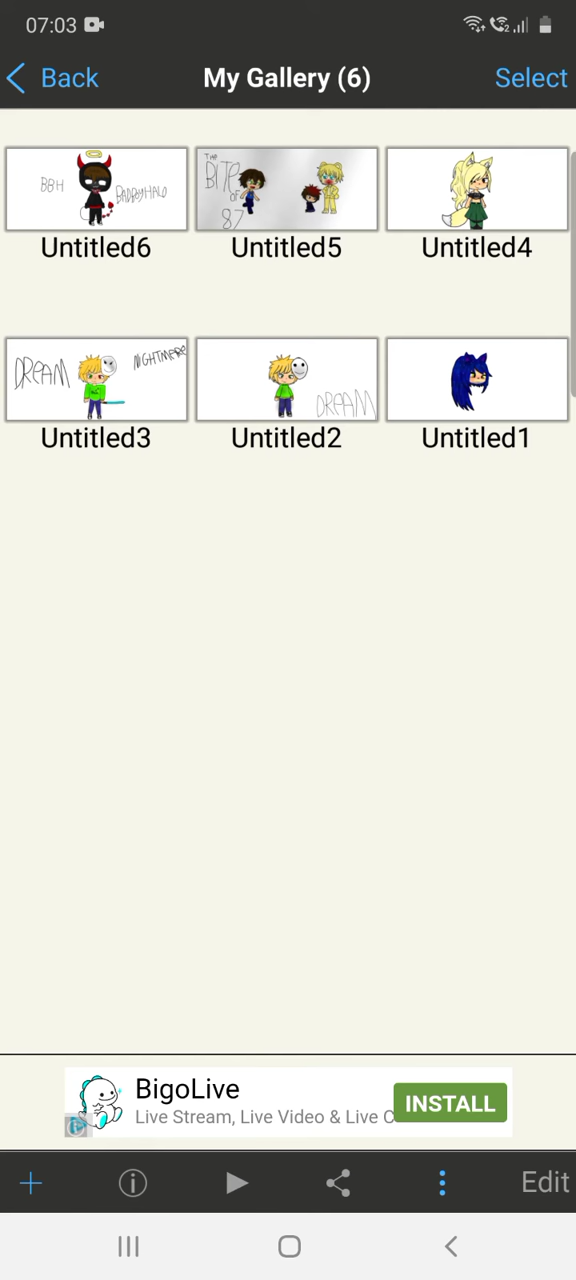 07:03
Back
My Gallery (6)
Select
BBH
BADBOYHALO
THE
BITE
OF
87
Untitled6
Untitled5
Untitled4
DREAM
NIGHTMERE
DREAM
Untitled3
Untitled2
Untitled1
BigoLive
Live Stream, Live Video & Live C
INSTALL
Edit